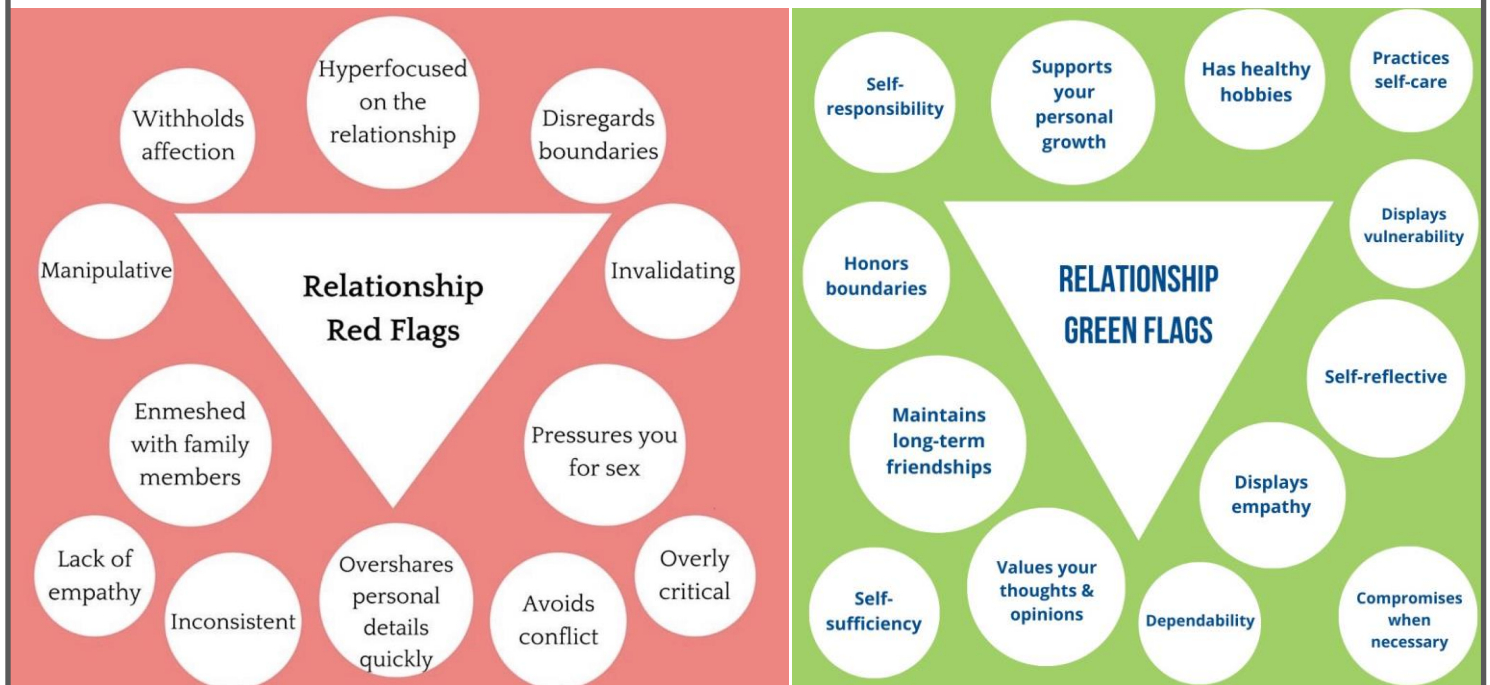 Relationship
Red Flags
Hyperfocused
on the
relationship
Withholds
affection
Disregards
boundaries
Manipulative
Invalidating
Enmeshed
with family
members
Pressures you
for sex
Lack of
empathy
Inconsistent
Overshares
personal
details
quickly
Avoids
conflict
Overly
critical
RELATIONSHIP
GREEN FLAGS
Self-
responsibility
Supports
your
personal
growth
Has healthy
hobbies
Practices
self-care
Honors
boundaries
Displays
vulnerability
Maintains
long-term
friendships
Self-reflective
Displays
empathy
Self-
sufficiency
Values your
thoughts &
opinions
Dependability
Compromises
when
necessary